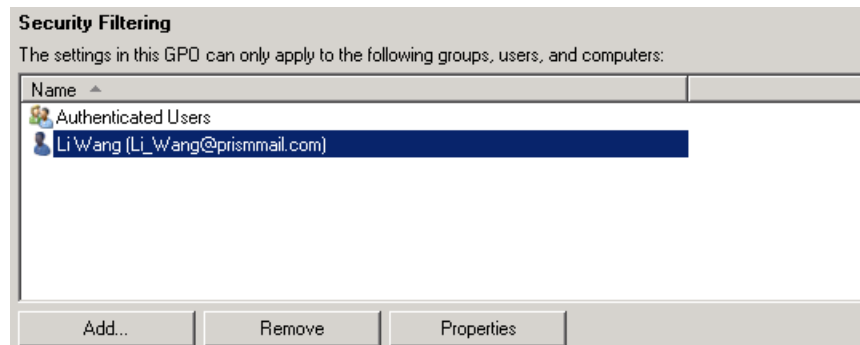 Security Filtering
The settings in this GPO can only apply to the following groups, users, and computers:
Name
Authenticated Users
Li Wang (Li_Wang@prismmail.com)
Add... Remove Properties